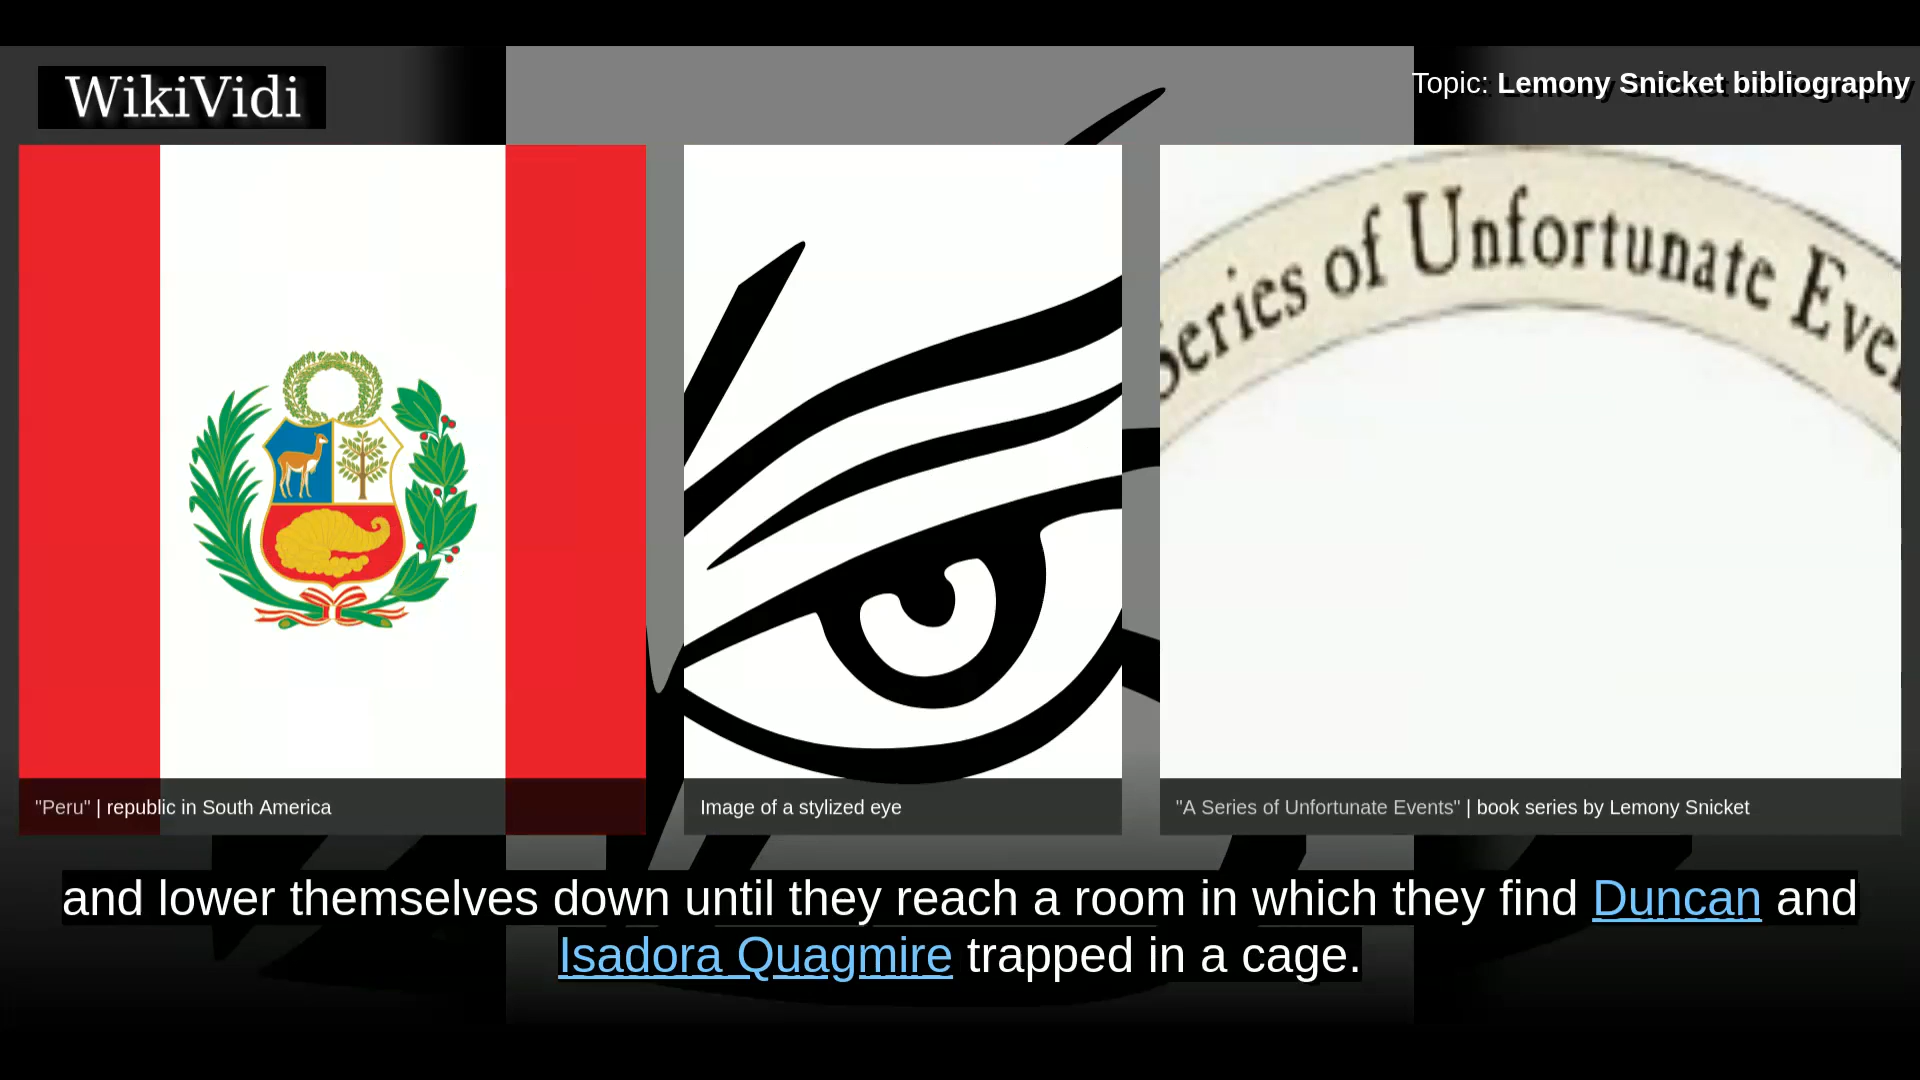 WikiVidi
Topic: Lemony Snicket bibliography
Series of Unfortunate Eve
"Peru" | republic in South America
Image of a stylized eye
"A Series of Unfortunate Events" | book series by Lemony Snicket
and lower themselves down until they reach a room in which they find Duncan and
Isadora Quagmire trapped in a cage.